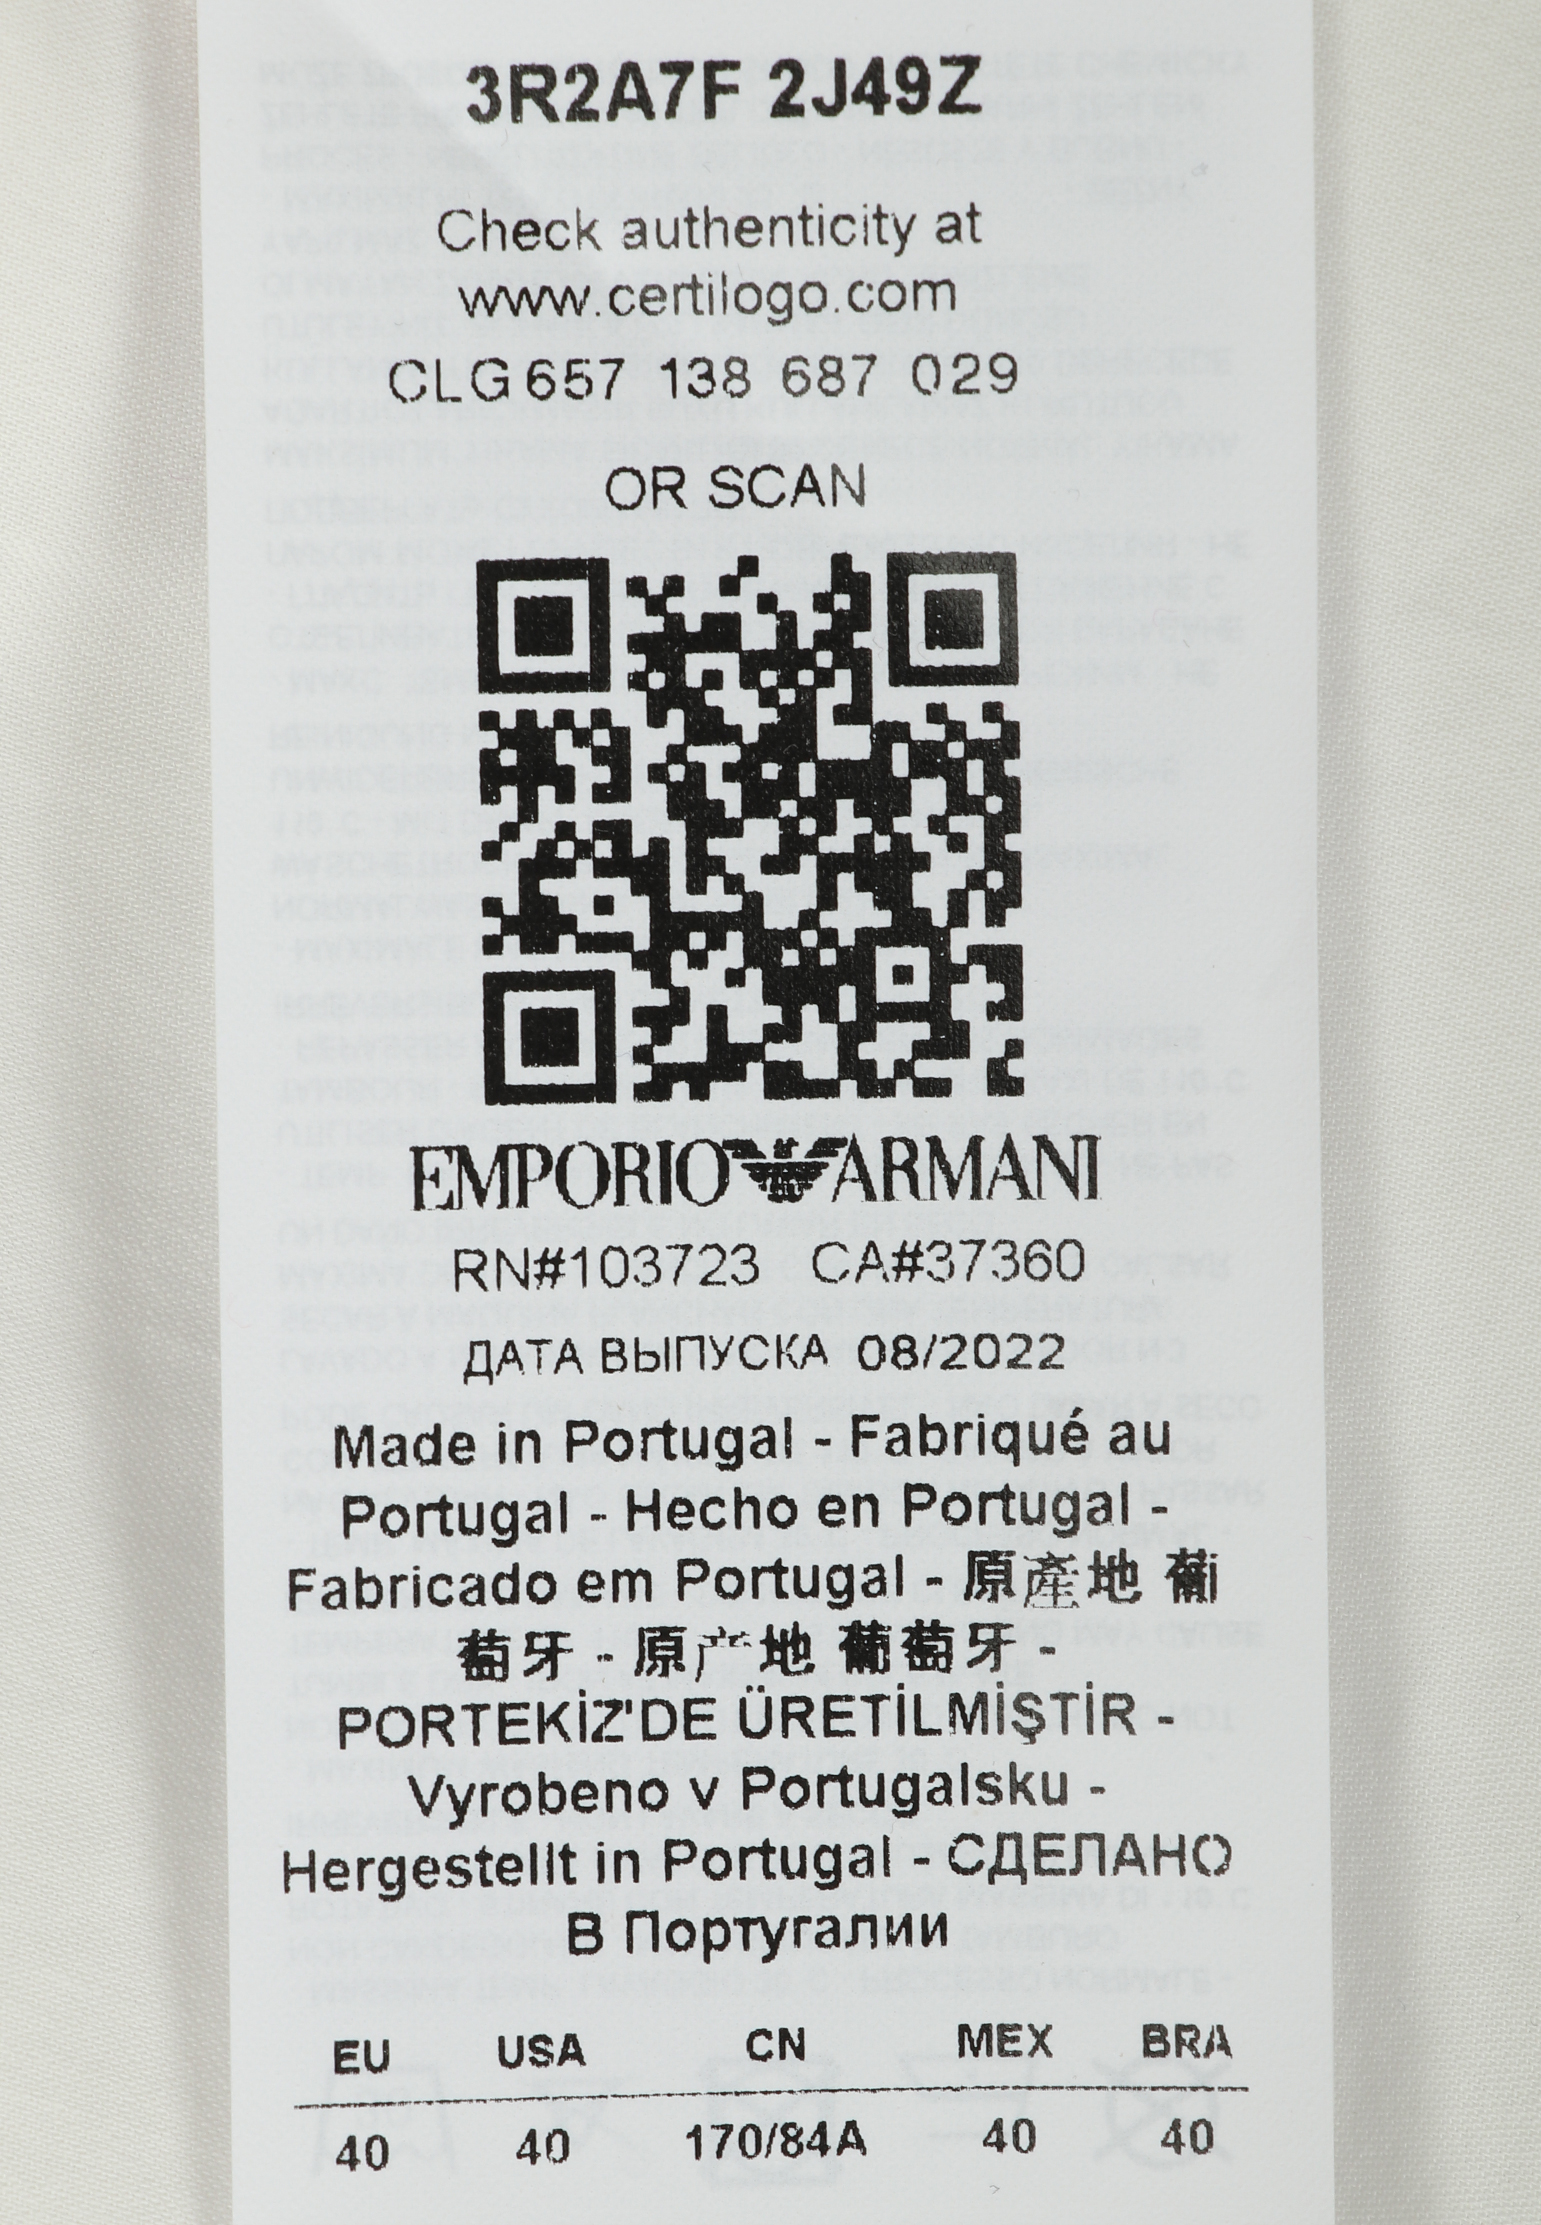 3R2A7F 2J49Z
Check authenticity at
www.certilogo.com
CLG 657 138 687 029
OR SCAN
EMPORIO ARMANI
RN#103723 CA#37360
ДАТА ВЫПУСКА 08/2022
Made in Portugal - Fabriqué au
Portugal - Hecho en Portugal -
Fabricado em Portugal - 原產地 葡
萄牙 - 原产地 葡萄牙 -
PORTEKİZ'DE ÜRETİLMİŞTİR -
Vyrobeno v Portugalsku -
Hergestellt in Portugal - СДЕЛАНО
В Португалии
EU USA CN MEX BRA
40 40 170/84A 40 40